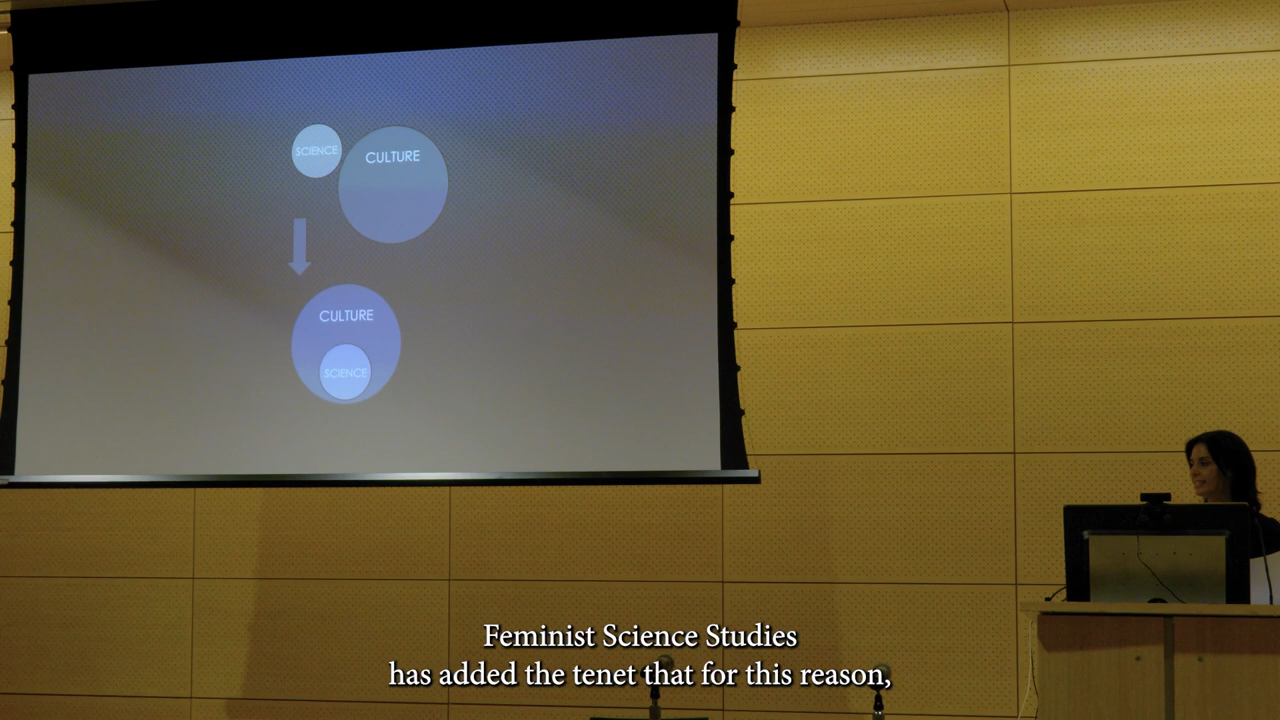 SCIENCE
CULTURE
CULTURE
SCIENCE
Feminist Science Studies
has added the tenet that for this reason,